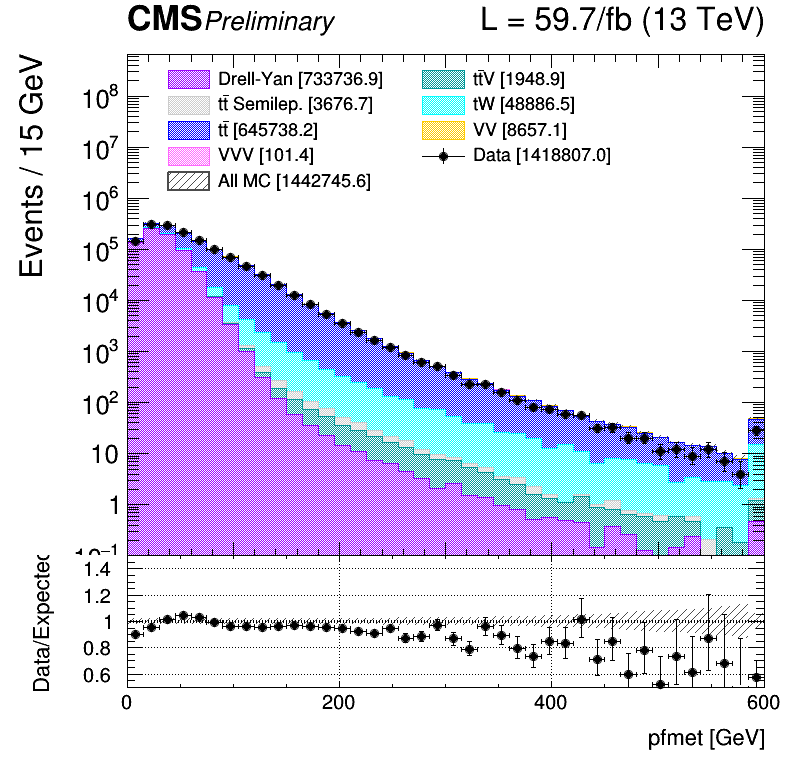 CMS Preliminary L = 59.7/fb (13 TeV)
Events / 15 GeV
Drell-Yan [733736.9]
tt̄ Semilep. [3676.7]
tt̄ [645738.2]
VVV [101.4]
All MC [1442745.6]
tt̄V [1948.9]
tW [48886.5]
VV [8657.1]
Data [1418807.0]
10⁸
10⁷
10⁶
10⁵
10⁴
10³
10²
10
1
10⁻¹
Data/Expected
1.4
1.2
1
0.8
0.6
0 200 400 600
pfmet [GeV]